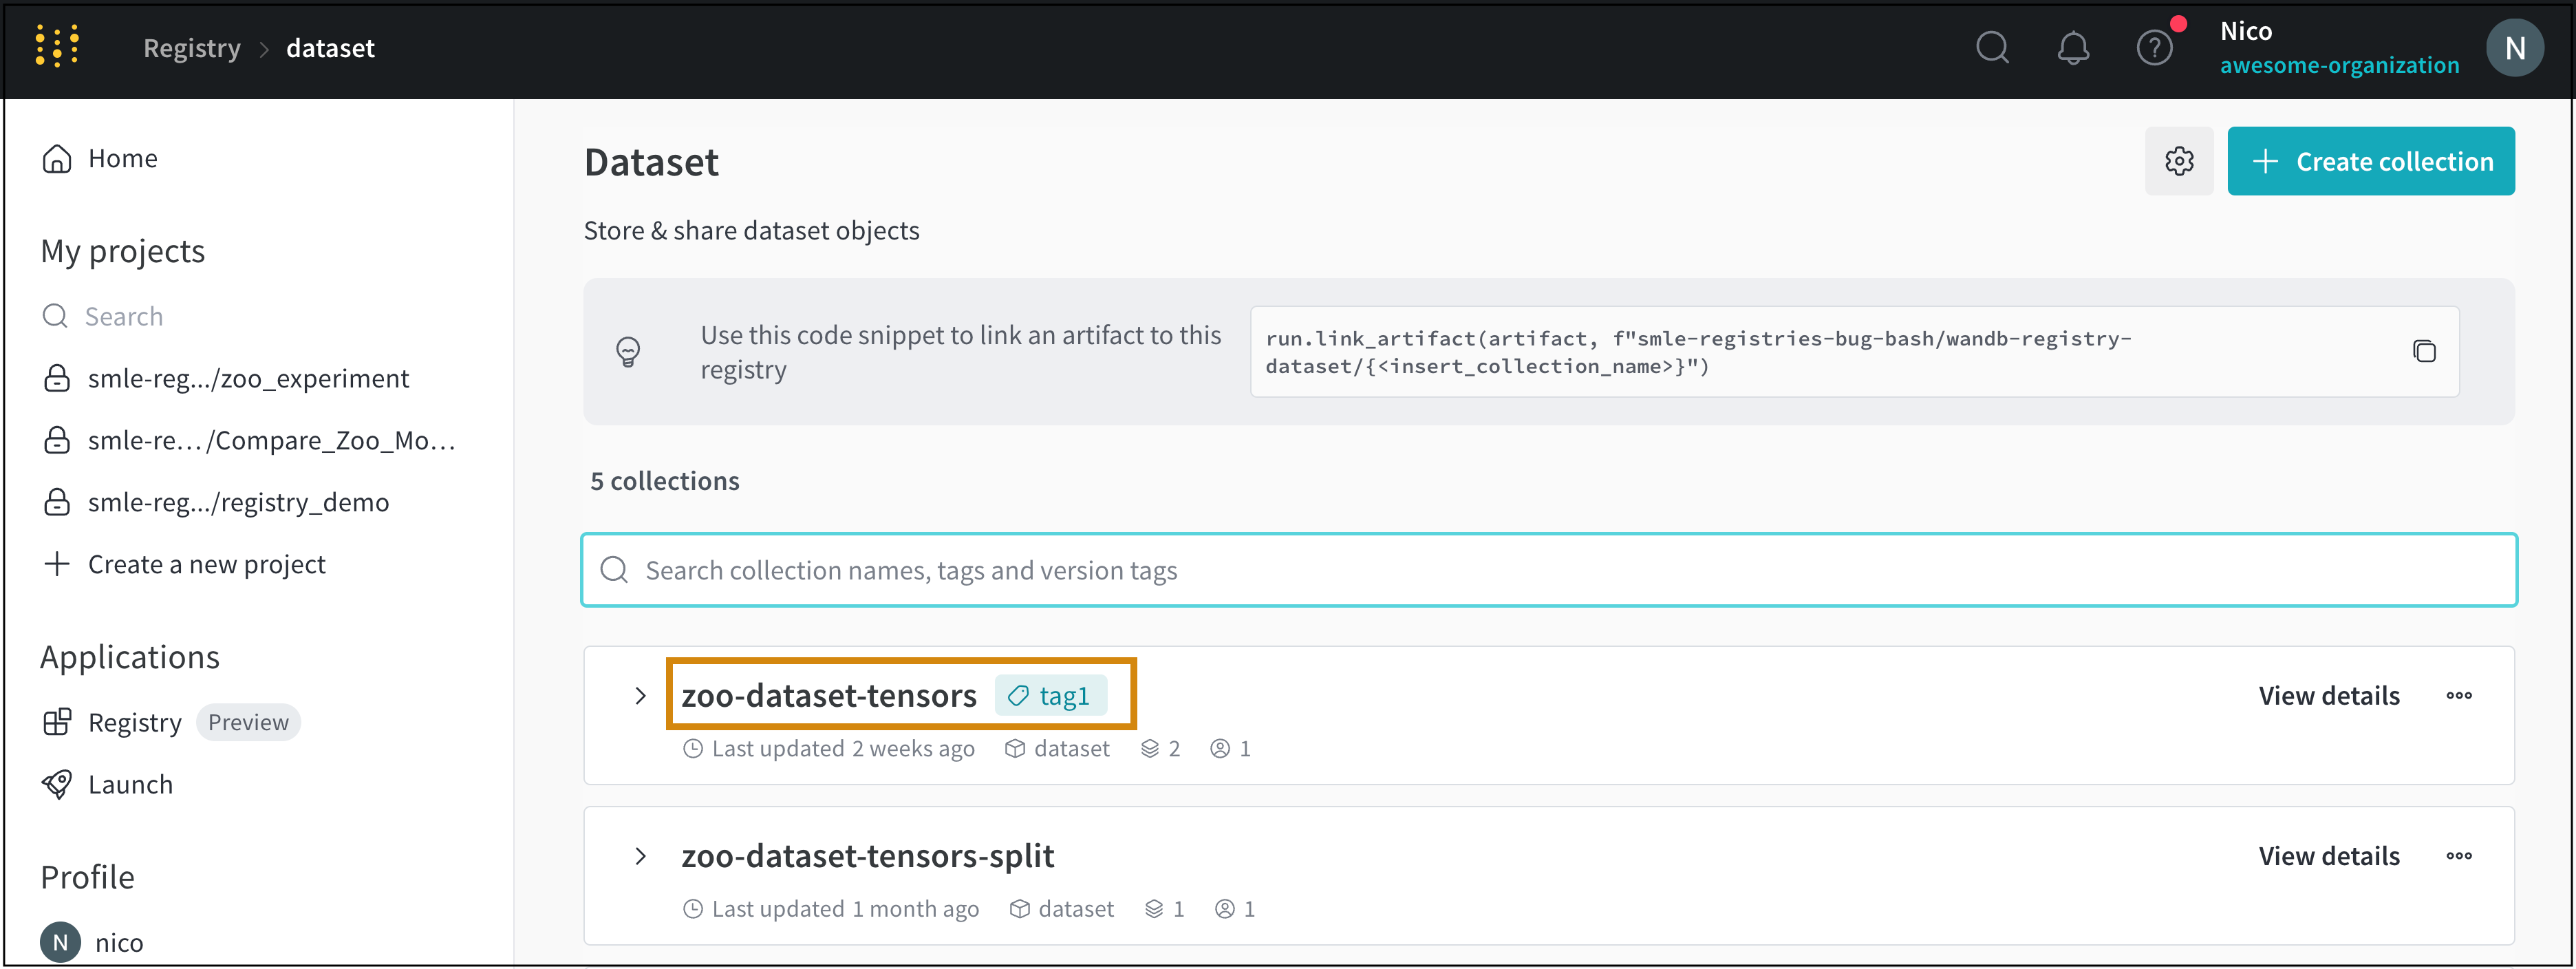 Registry > dataset
Nico
awesome-organization
N
Home
My projects
Search
smle-reg.../zoo_experiment
smle-re.../Compare_Zoo_Mo...
smle-reg.../registry_demo
Create a new project
Applications
Registry Preview
Launch
Profile
N nico
Dataset
Create collection
Store & share dataset objects
Use this code snippet to link an artifact to this
registry
run.link_artifact(artifact, f"smle-registries-bug-bash/wandb-registry-
dataset/{<insert_collection_name>}")
5 collections
Search collection names, tags and version tags
zoo-dataset-tensors tag1
View details
Last updated 2 weeks ago dataset 2 1
zoo-dataset-tensors-split
View details
Last updated 1 month ago dataset 1 1